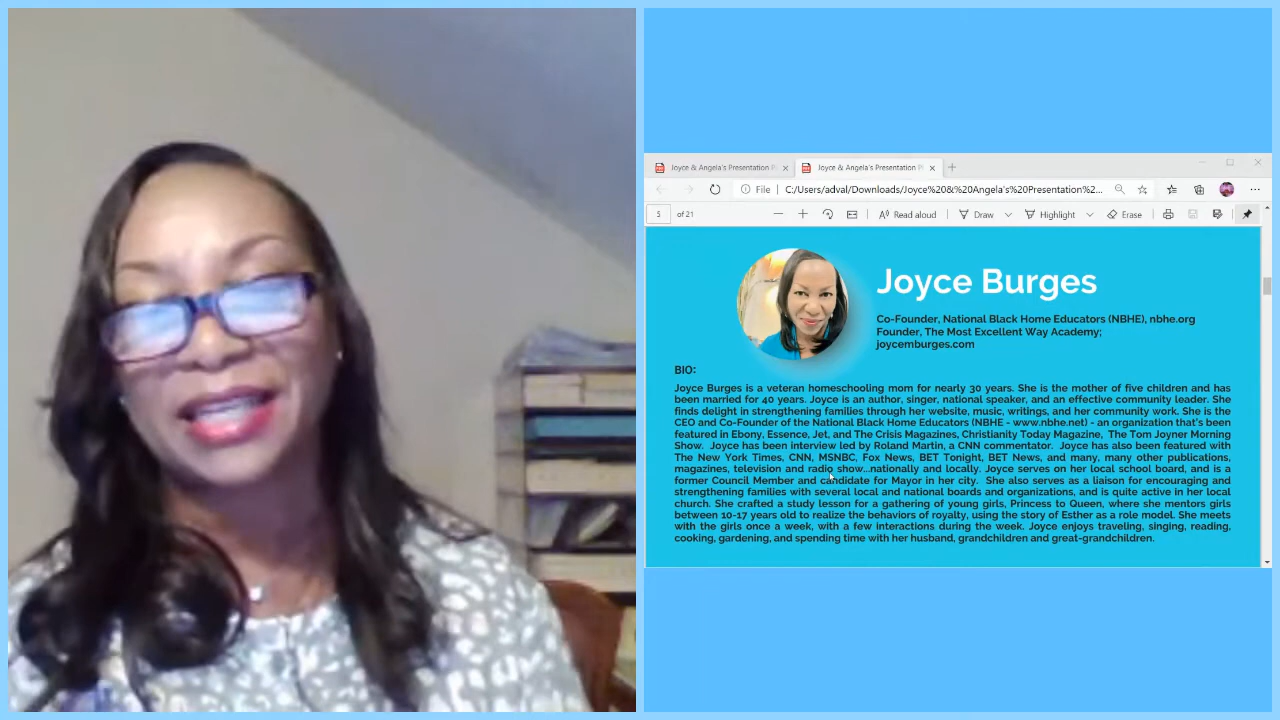 Joyce & Angela's Presentation P
Joyce & Angela's Presentation P
File
C:/Users/adval/Downloads/Joyce%20&%20Angela's%20Presentation%2...
5 of 21
Read aloud
Draw
Highlight
Erase
Joyce Burges
Co-Founder, National Black Home Educators (NBHE), nbhe.org
Founder, The Most Excellent Way Academy;
joycemburges.com
BIO:
Joyce Burges is a veteran homeschooling mom for nearly 30 years. She is the mother of five children and has
been married for 40 years. Joyce is an author, singer, national speaker, and an effective community leader. She
finds delight in strengthening families through her website, music, writings, and her community work. She is the
CEO and Co-Founder of the National Black Home Educators (NBHE - www.nbhe.net) - an organization that's been
featured in Ebony, Essence, Jet, and The Crisis Magazines, Christianity Today Magazine, The Tom Joyner Morning
Show. Joyce has been interview led by Roland Martin, a CNN commentator. Joyce has also been featured with
The New York Times, CNN, MSNBC, Fox News, BET Tonight, BET News, and many, many other publications,
magazines, television and radio show...nationally and locally. Joyce serves on her local school board, and is a
former Council Member and candidate for Mayor in her city. She also serves as a liaison for encouraging and
strengthening families with several local and national boards and organizations, and is quite active in her local
church. She crafted a study lesson for a gathering of young girls, Princess to Queen, where she mentors girls
between 10-17 years old to realize the behaviors of royalty, using the story of Esther as a role model. She meets
with the girls once a week, with a few interactions during the week. Joyce enjoys traveling, singing, reading,
cooking, gardening, and spending time with her husband, grandchildren and great-grandchildren.